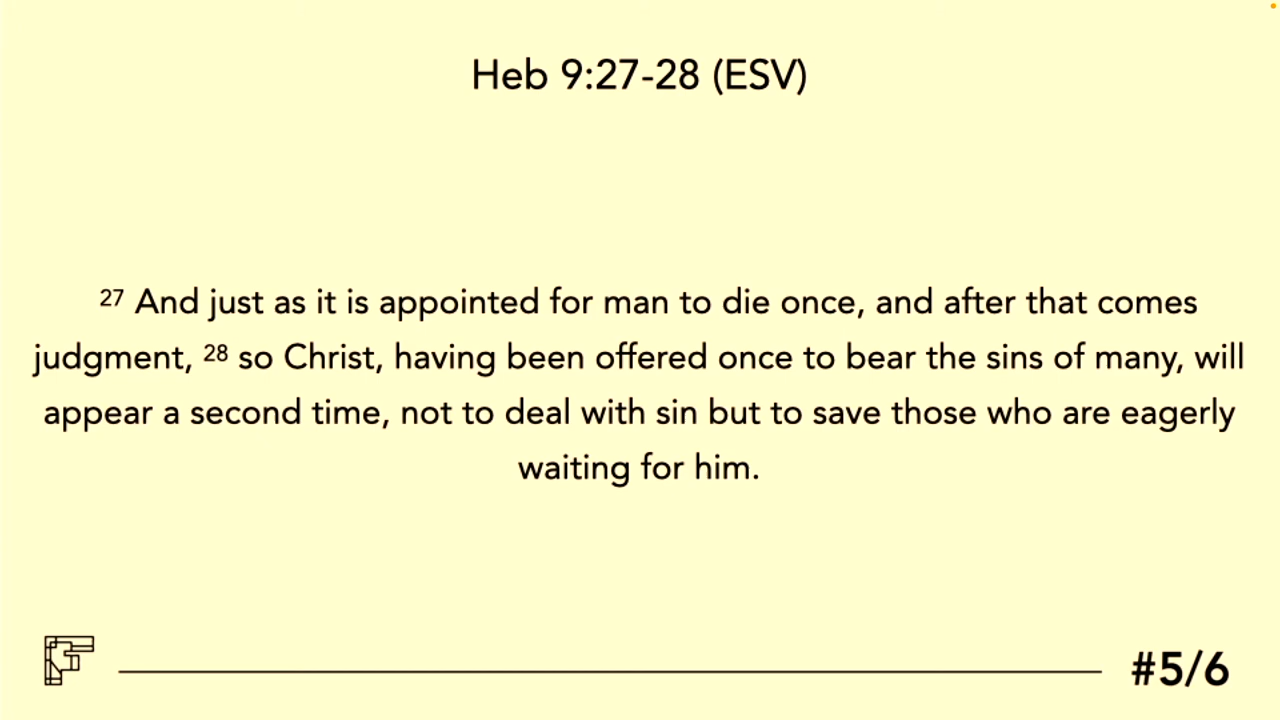 Heb 9:27-28 (ESV)
27 And just as it is appointed for man to die once, and after that comes
judgment, 28 so Christ, having been offered once to bear the sins of many, will
appear a second time, not to deal with sin but to save those who are eagerly
waiting for him.
#5/6